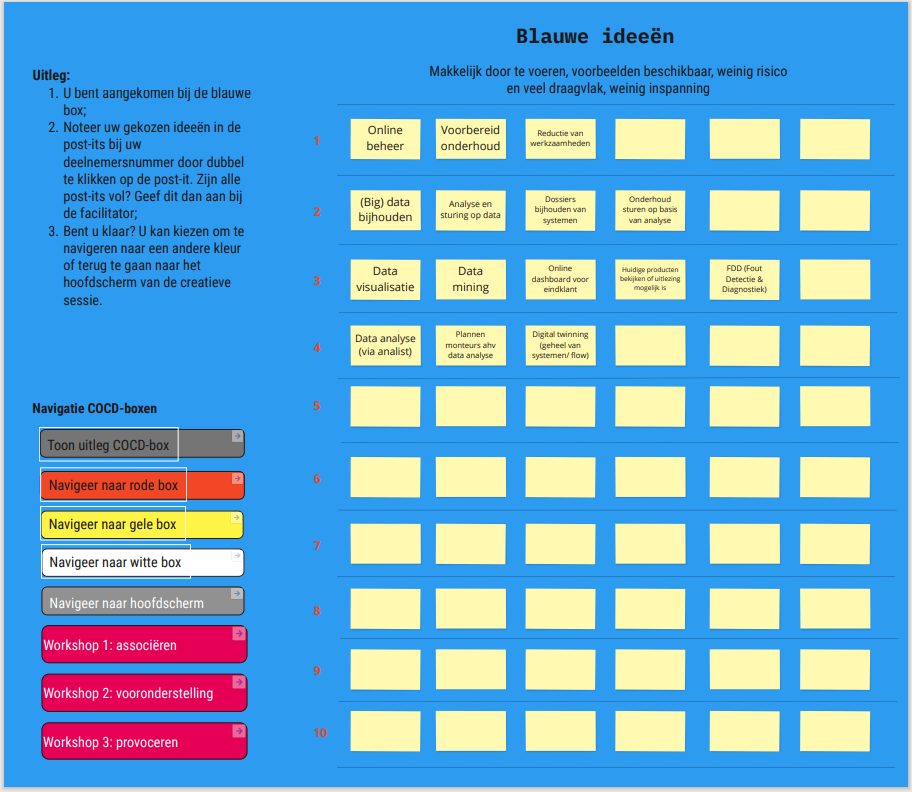 Blauwe ideeën
Makkelijk door te voeren, voorbeelden beschikbaar, weinig risico
en veel draagvlak, weinig inspanning
Uitleg:
1. U bent aangekomen bij de blauwe
box;
2. Noteer uw gekozen ideeën in de
post-its bij uw
deelnemersnummer door dubbel
te klikken op de post-it. Zijn alle
post-its vol? Geef dit dan aan bij
de facilitator;
3. Bent u klaar? U kan kiezen om te
navigeren naar een andere kleur
of terug te gaan naar het
hoofdscherm van de creatieve
sessie.
Navigatie COCD-boxen
Toon uitleg COCD-box
Navigeer naar rode box
Navigeer naar gele box
Navigeer naar witte box
Navigeer naar hoofdscherm
Workshop 1: associëren
Workshop 2: vooronderstelling
Workshop 3: provoceren
1
Online
beheer
Voorbereid
onderhoud
Reductie van
werkzaamheden
2
(Big) data
bijhouden
Analyse en
sturing op data
Dossiers
bijhouden van
systemen
Onderhoud
sturen op basis
van analyse
3
Data
visualisatie
Data
mining
Online
dashboard voor
eindklant
Huidige producten
bekijken of uitlezing
mogelijk is
FDD (Fout
Detectie &
Diagnostiek)
4
Data analyse
(via analist)
Plannen
monteurs ahv
data analyse
Digital twinning
(geheel van
systemen/ flow)
5
6
7
8
9
10